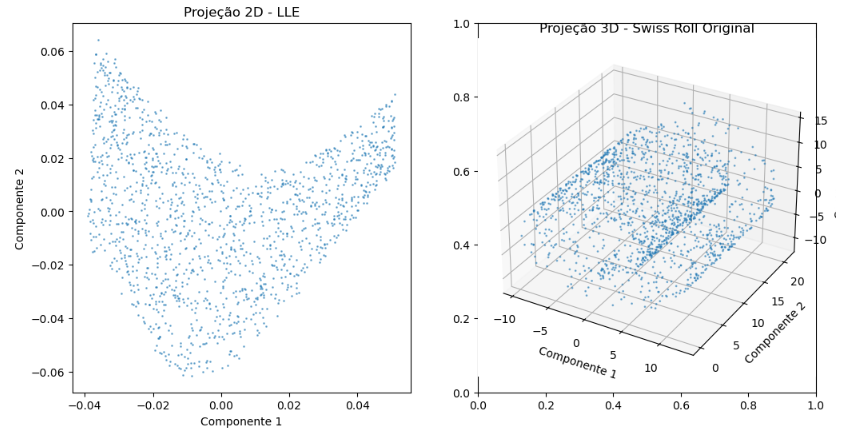 Projeção 2D - LLE
0.06
0.04
0.02
0.00
−0.02
−0.04
−0.06
Componente 2
−0.04 −0.02 0.00 0.02 0.04
Componente 1
Projeção 3D - Swiss Roll Original
1.0
0.8
0.6
0.4
0.2
0.0
0.0 0.2 0.4 0.6 0.8 1.0
−10 −5 0 5 10
Componente 1
0 5 10 15 20
Componente 2
15
10
5
0
−5
−10